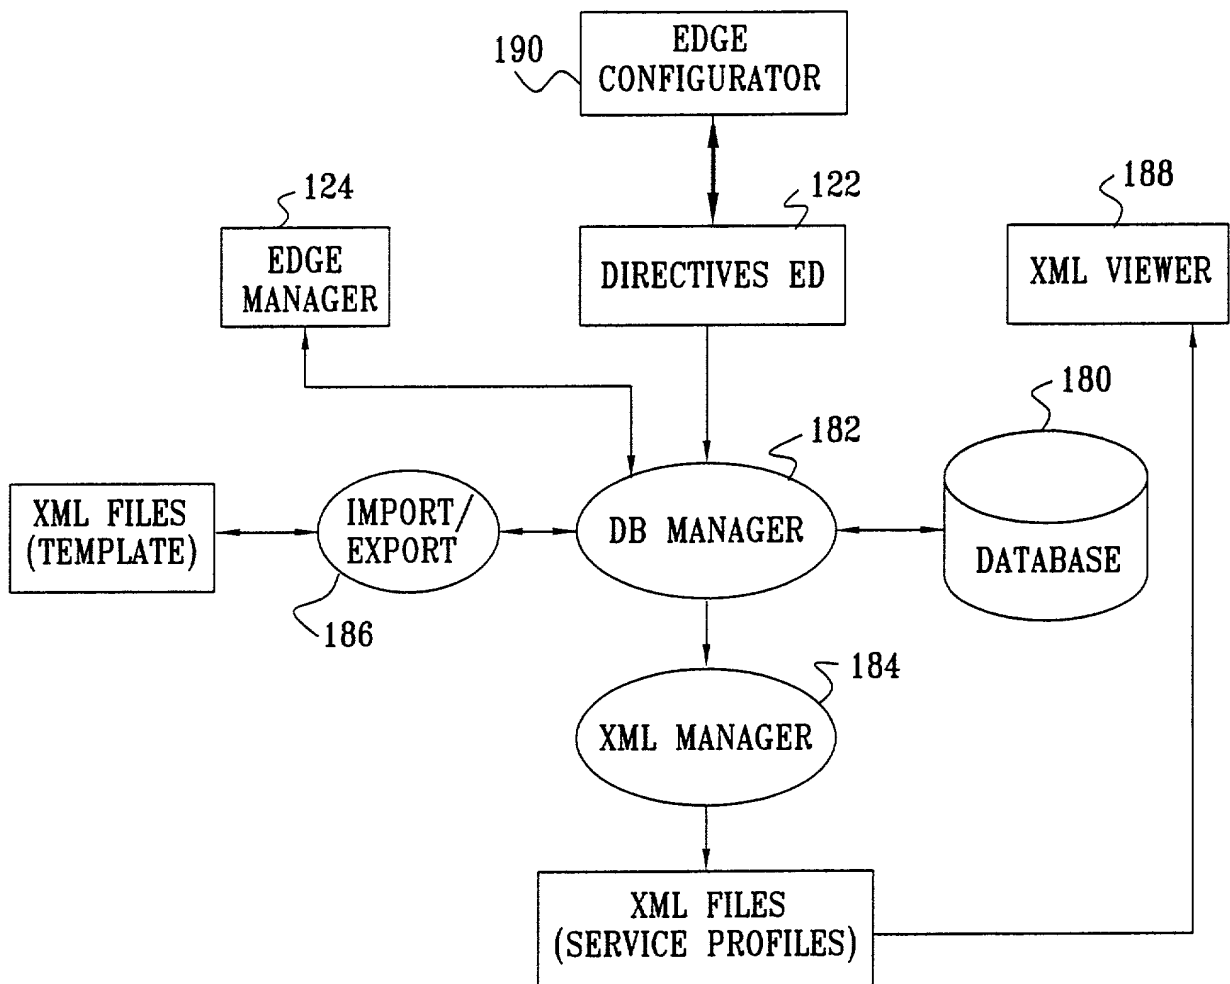 190
EDGE
CONFIGURATOR
124
122
188
EDGE
MANAGER
DIRECTIVES ED
XML VIEWER
180
182
XML FILES
(TEMPLATE)
IMPORT/
EXPORT
DB MANAGER
DATABASE
186
184
XML MANAGER
XML FILES
(SERVICE PROFILES)